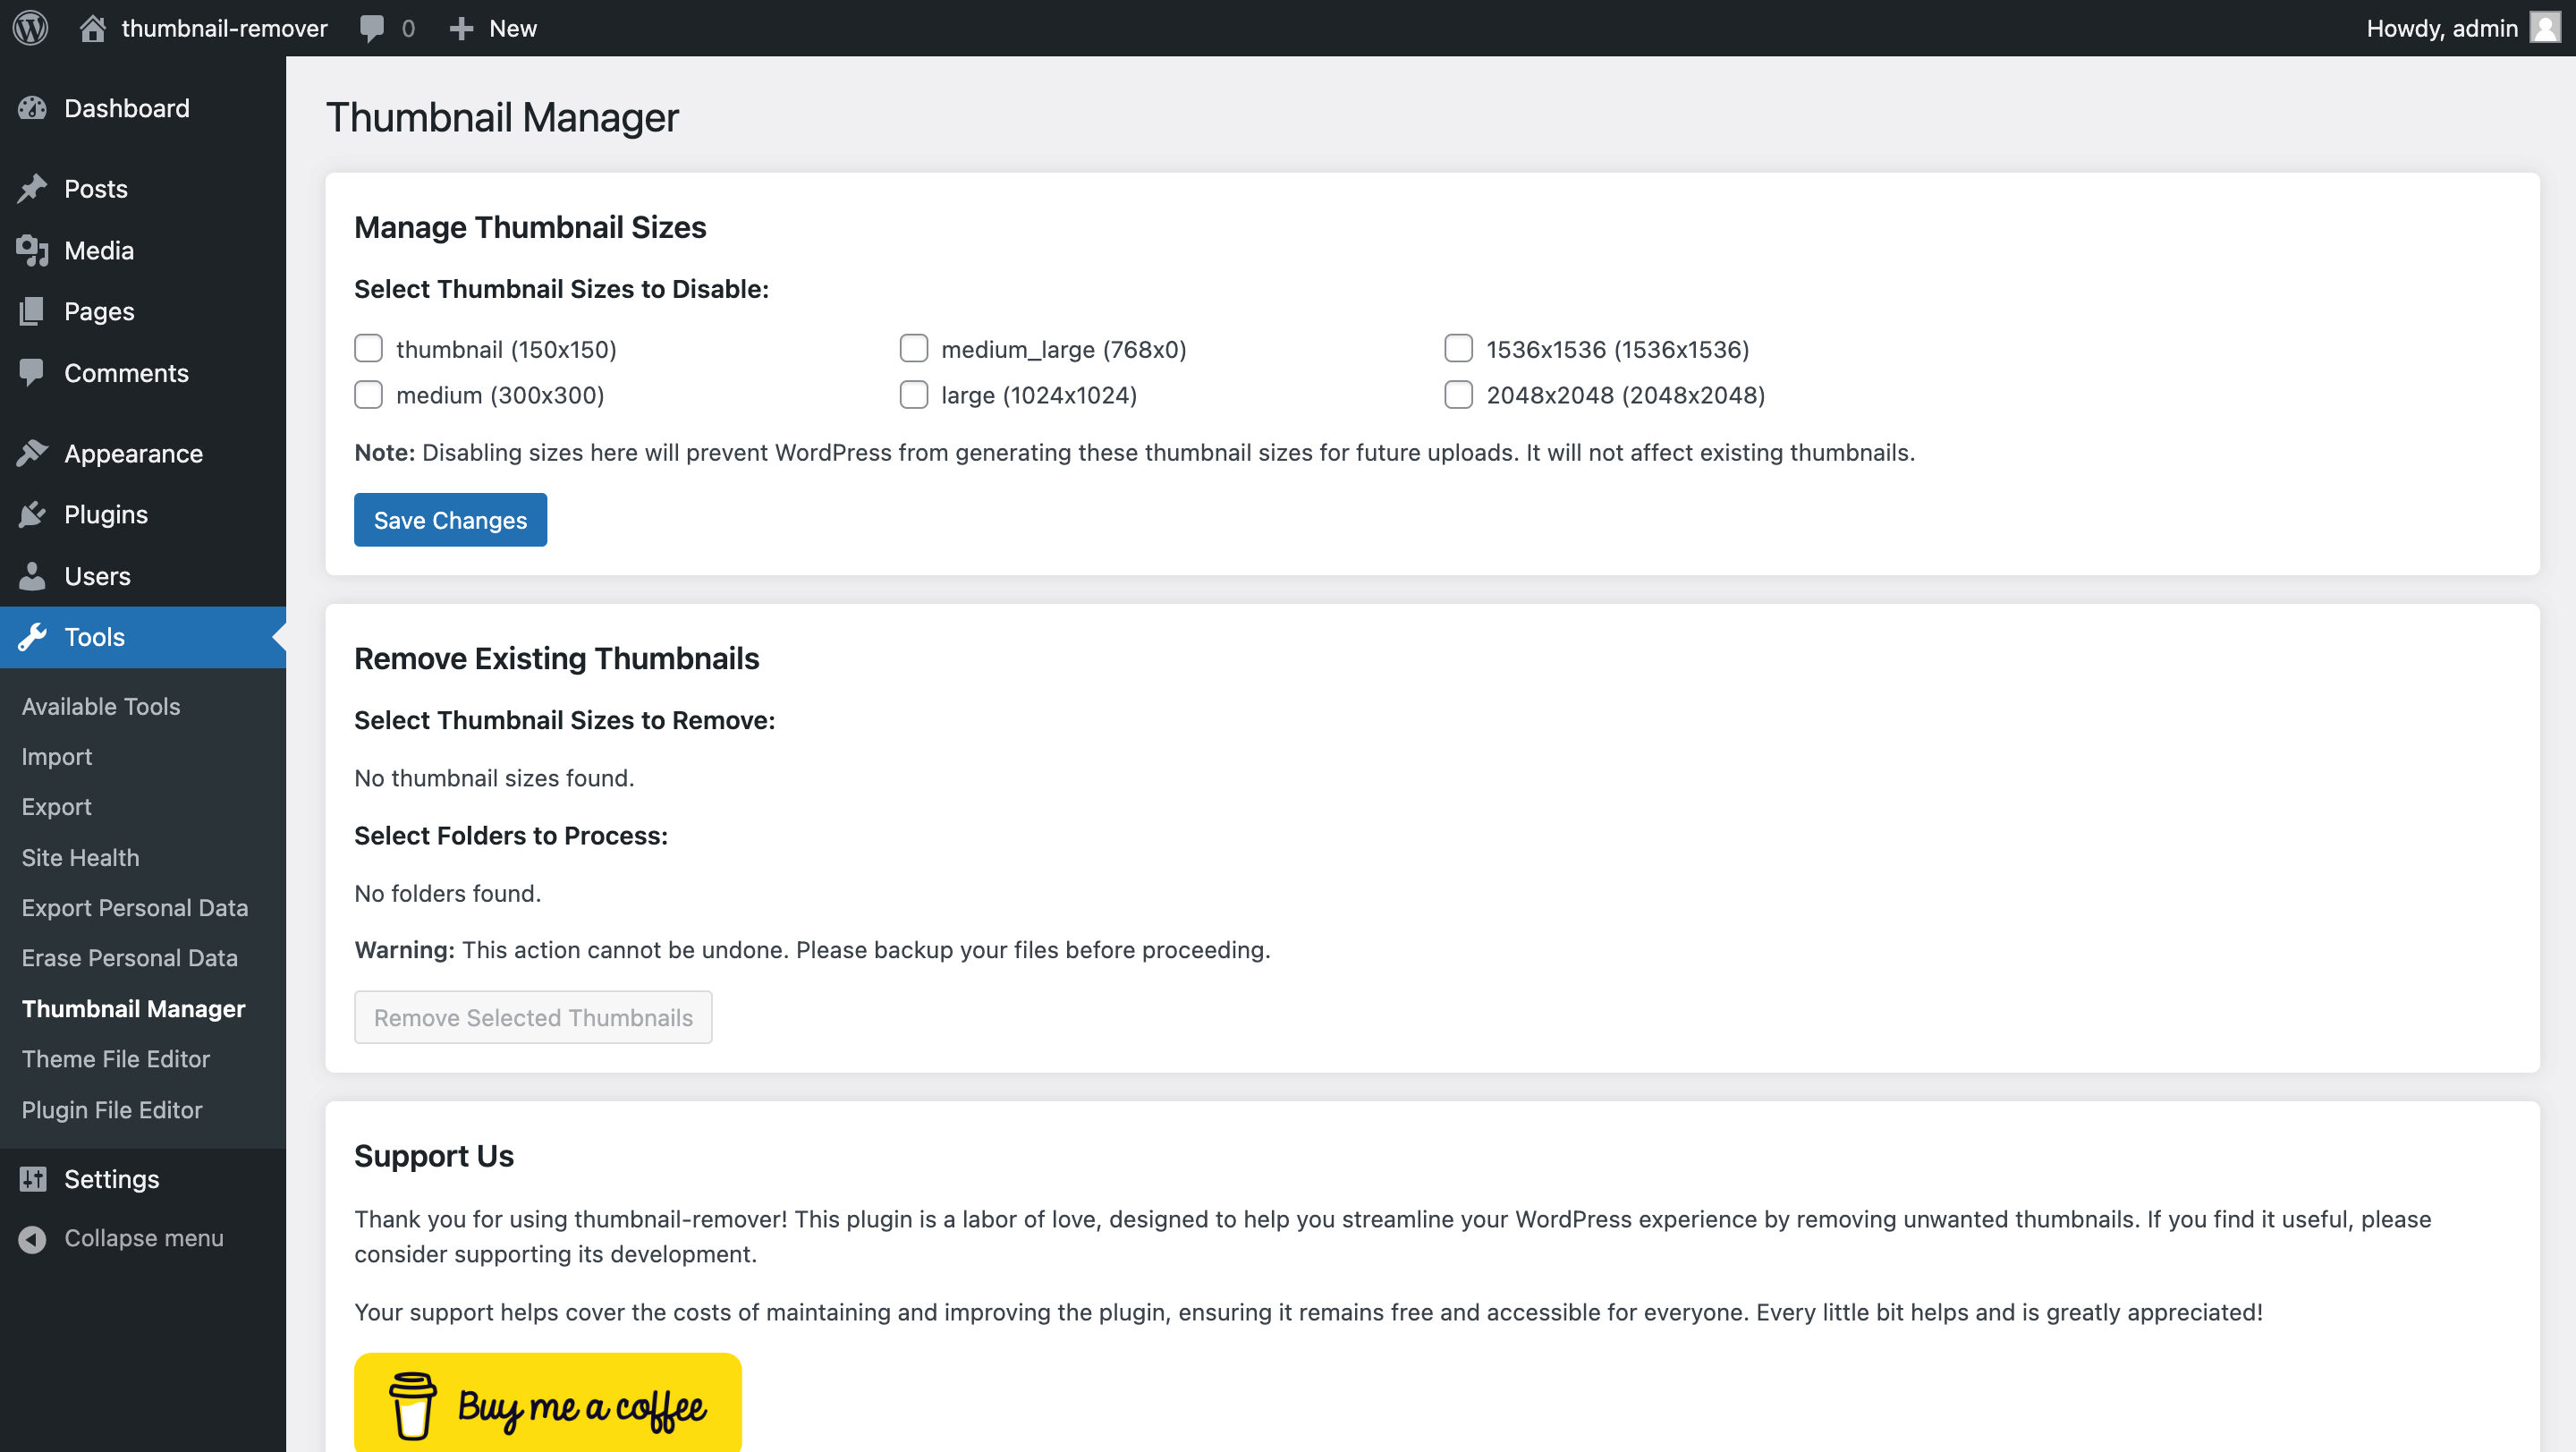 thumbnail-remover 0 New Howdy, admin
Dashboard
Posts
Media
Pages
Comments
Appearance
Plugins
Users
Tools
Available Tools
Import
Export
Site Health
Export Personal Data
Erase Personal Data
Thumbnail Manager
Theme File Editor
Plugin File Editor
Settings
Collapse menu
Thumbnail Manager
Manage Thumbnail Sizes
Select Thumbnail Sizes to Disable:
thumbnail (150x150) medium_large (768x0) 1536x1536 (1536x1536)
medium (300x300) large (1024x1024) 2048x2048 (2048x2048)
Note: Disabling sizes here will prevent WordPress from generating these thumbnail sizes for future uploads. It will not affect existing thumbnails.
Save Changes
Remove Existing Thumbnails
Select Thumbnail Sizes to Remove:
No thumbnail sizes found.
Select Folders to Process:
No folders found.
Warning: This action cannot be undone. Please backup your files before proceeding.
Remove Selected Thumbnails
Support Us
Thank you for using thumbnail-remover! This plugin is a labor of love, designed to help you streamline your WordPress experience by removing unwanted thumbnails. If you find it useful, please
consider supporting its development.
Your support helps cover the costs of maintaining and improving the plugin, ensuring it remains free and accessible for everyone. Every little bit helps and is greatly appreciated!
Buy me a coffee